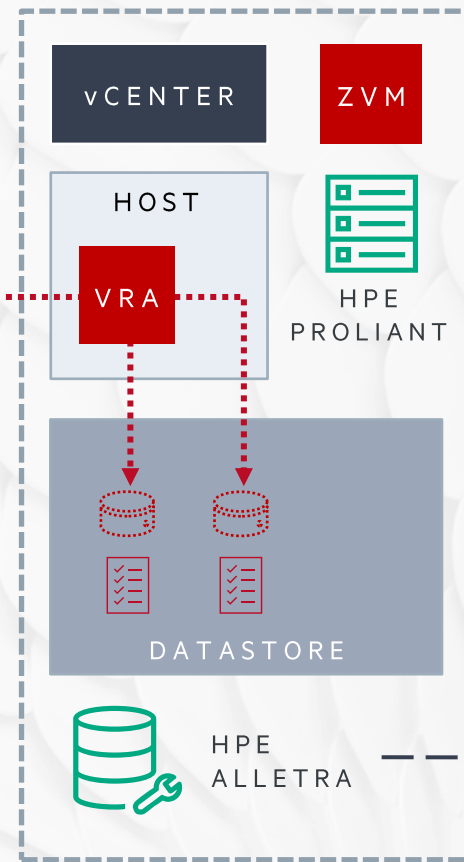 vCENTER
ZVM
HOST
VRA
HPE
PROLIANT
DATASTORE
HPE
ALLETRA